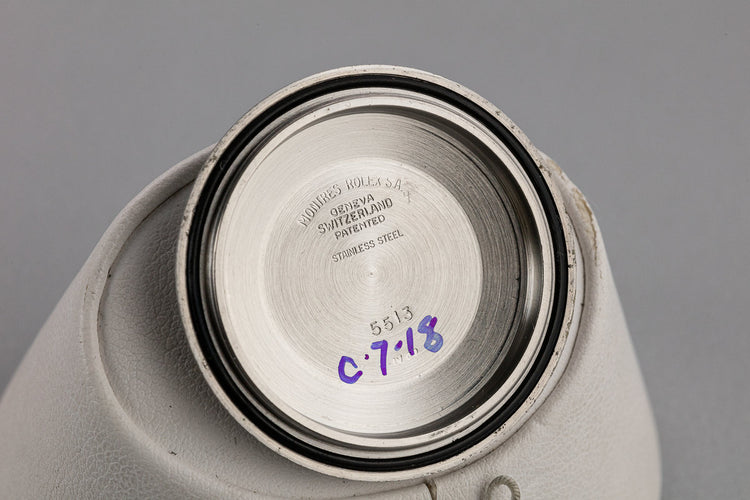 MONTRES ROLEX S.A.
GENEVA
SWITZERLAND
PATENTED
STAINLESS STEEL
5513
C·7·18